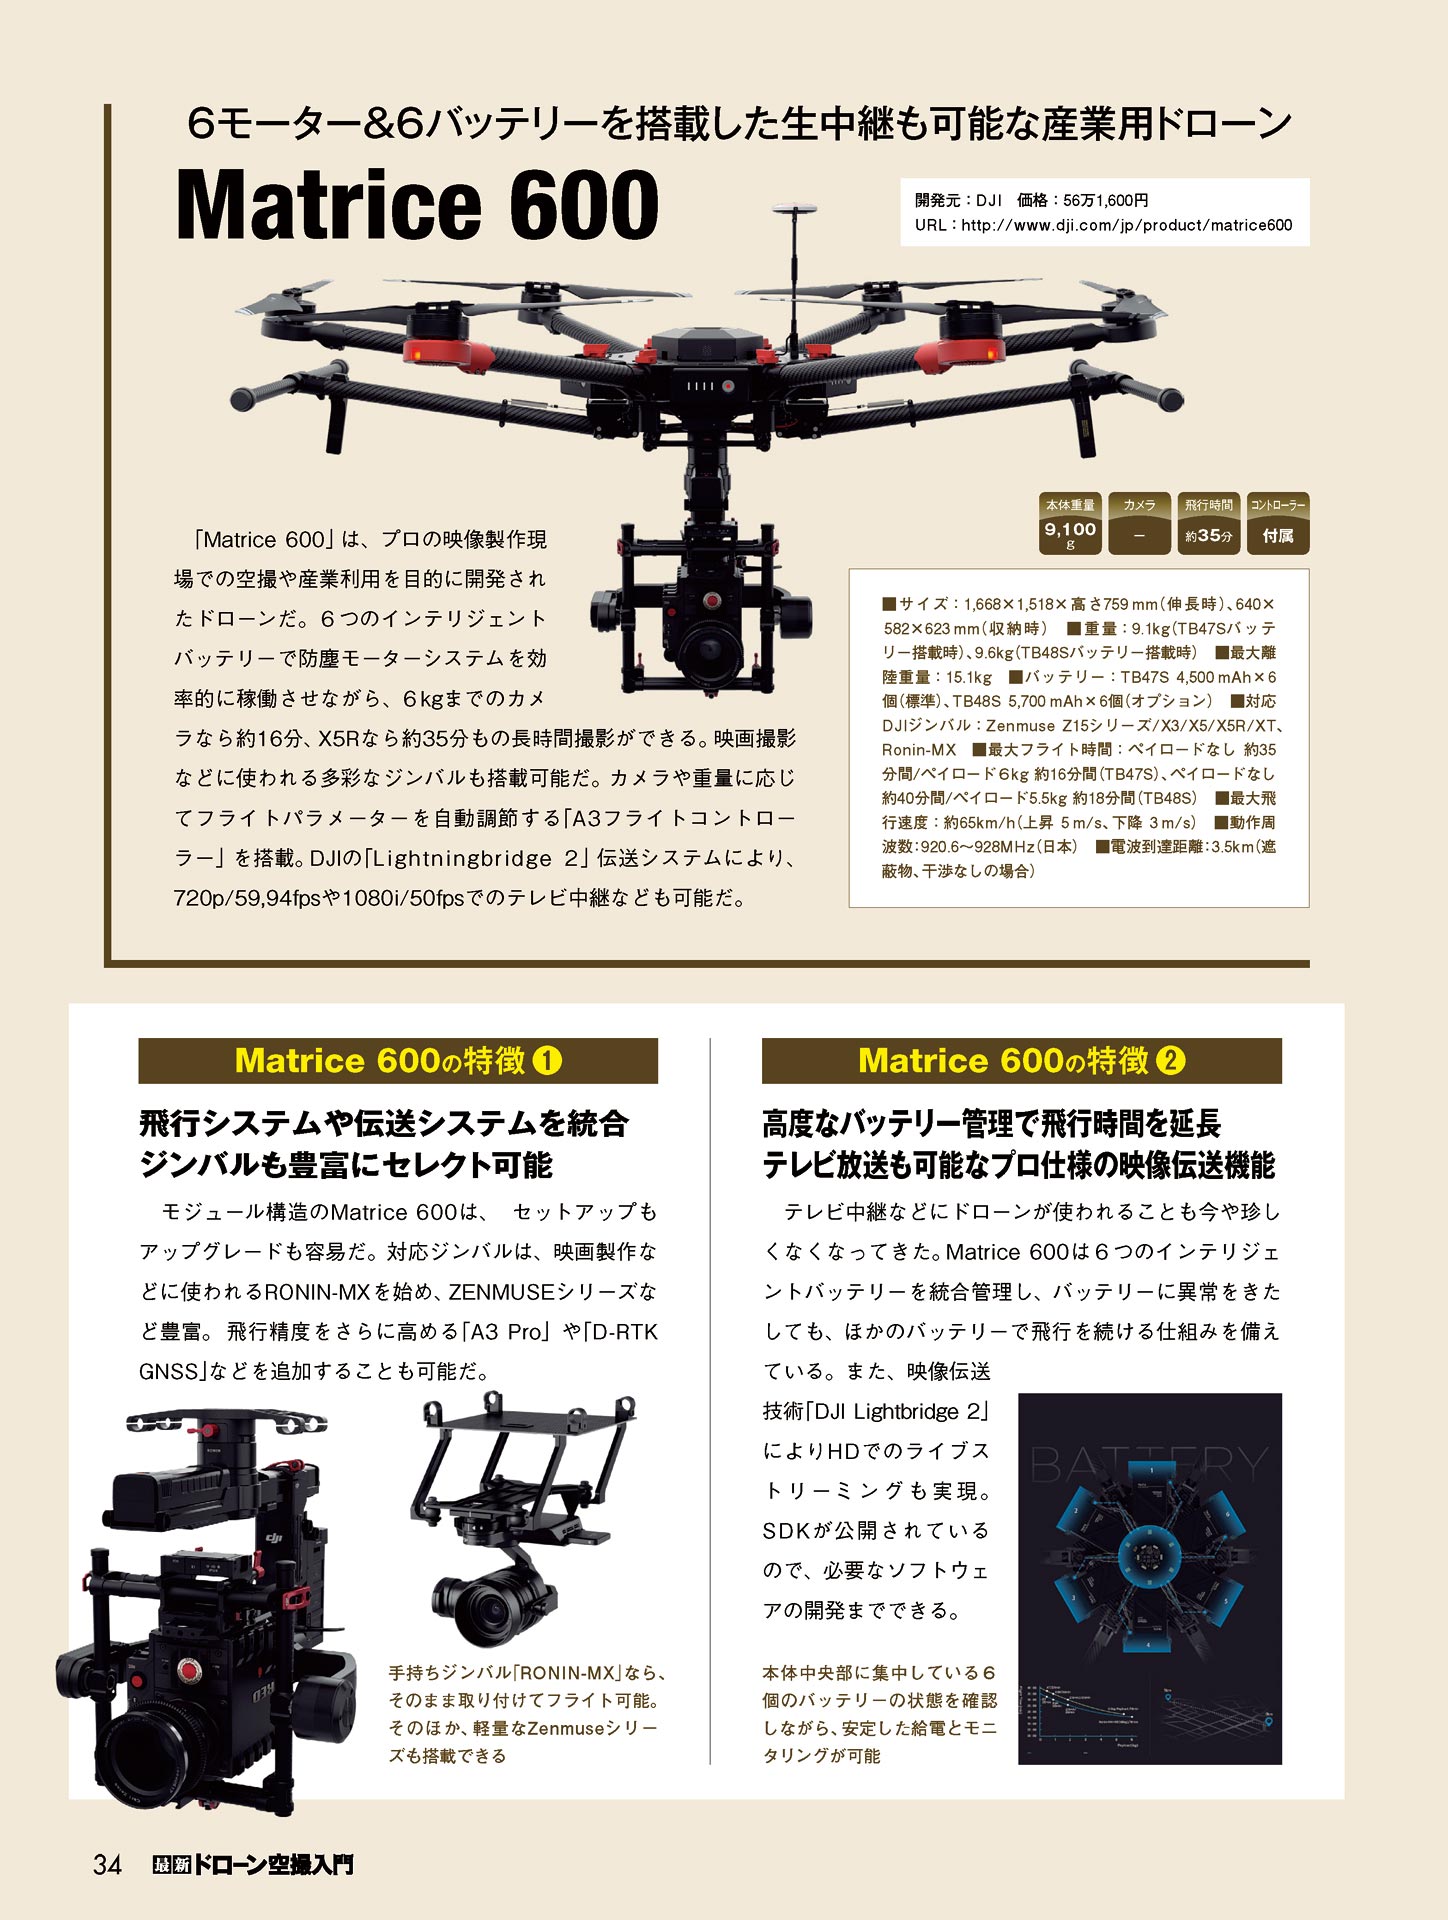 6モーター&6バッテリーを搭載した生中継も可能な産業用ドローン
Matrice 600
開発元：DJI　価格：56万1,600円
URL：http://www.dji.com/jp/product/matrice600
本体重量
9,100
g
カメラ
−
飛行時間
約35分
コントローラー
付属
「Matrice 600」は、プロの映像製作現
場での空撮や産業利用を目的に開発され
たドローンだ。６つのインテリジェント
バッテリーで防塵モーターシステムを効
率的に稼働させながら、６kgまでのカメ
ラなら約16分、X5Rなら約35分もの長時間撮影ができる。映画撮影
などに使われる多彩なジンバルも搭載可能だ。カメラや重量に応じ
てフライトパラメーターを自動調節する「A3フライトコントロー
ラー」を搭載。DJIの「Lightningbridge 2」伝送システムにより、
720p/59,94fpsや1080i/50fpsでのテレビ中継なども可能だ。
■サイズ：1,668×1,518×高さ759mm（伸長時）、640×
582×623mm（収納時）　■重量：9.1kg（TB47Sバッテ
リー搭載時）、9.6kg（TB48Sバッテリー搭載時）　■最大離
陸重量：15.1kg　■バッテリー：TB47S 4,500mAh×6
個（標準）、TB48S 5,700mAh×6個（オプション）　■対応
DJIジンバル：Zenmuse Z15シリーズ/X3/X5/X5R/XT、
Ronin-MX　■最大フライト時間：ペイロードなし 約35
分間/ペイロード６kg 約16分間（TB47S）、ペイロードなし
約40分間/ペイロード5.5kg 約18分間（TB48S）　■最大飛
行速度：約65km/h（上昇 5m/s、下降 3m/s）　■動作周
波数：920.6〜928MHz（日本）　■電波到達距離：3.5km（遮
蔽物、干渉なしの場合）
Matrice 600の特徴❶
飛行システムや伝送システムを統合
ジンバルも豊富にセレクト可能
モジュール構造のMatrice 600は、　セットアップも
アップグレードも容易だ。対応ジンバルは、映画製作な
どに使われるRONIN-MXを始め、ZENMUSEシリーズな
ど豊富。飛行精度をさらに高める「A3 Pro」や「D-RTK
GNSS」などを追加することも可能だ。
RONIN
dji
RED
手持ちジンバル「RONIN-MX」なら、
そのまま取り付けてフライト可能。
そのほか、軽量なZenmuseシリー
ズも搭載できる
Matrice 600の特徴❷
高度なバッテリー管理で飛行時間を延長
テレビ放送も可能なプロ仕様の映像伝送機能
テレビ中継などにドローンが使われることも今や珍し
くなくなってきた。Matrice 600は６つのインテリジェ
ントバッテリーを統合管理し、バッテリーに異常をきた
しても、ほかのバッテリーで飛行を続ける仕組みを備え
ている。また、映像伝送
技術「DJI Lightbridge 2」
によりHDでのライブス
トリーミングも実現。
SDKが公開されている
ので、必要なソフトウェ
アの開発までできる。
BATTERY
1
2
6
3
5
4
本体中央部に集中している６
個のバッテリーの状態を確認
しながら、安定した給電とモニ
タリングが可能
34
最新ドローン空撮入門